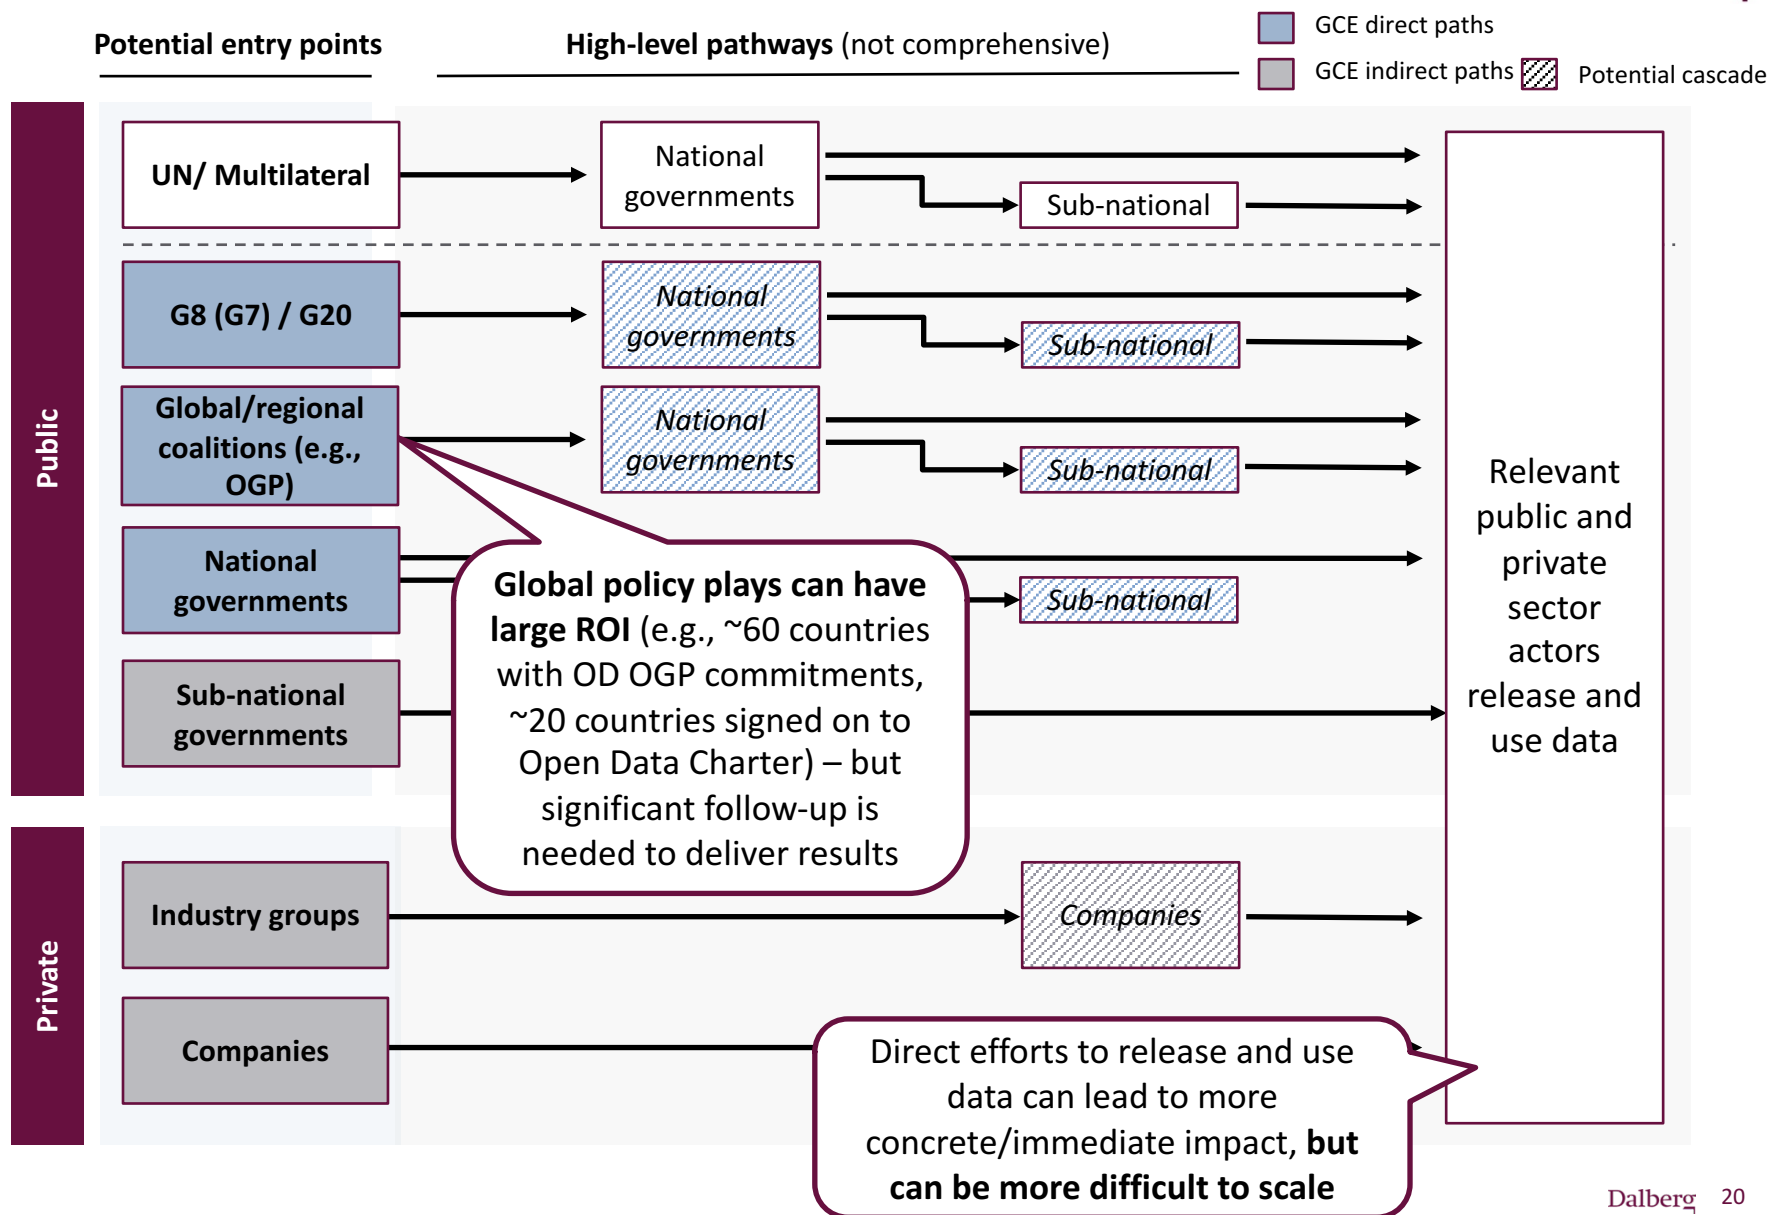 Potential entry points
High-level pathways (not comprehensive)
GCE direct paths
GCE indirect paths
Potential cascade
Public
UN/ Multilateral
National
governments
Sub-national
G8 (G7) / G20
National
governments
Sub-national
Global/regional
coalitions (e.g.,
OGP)
National
governments
Sub-national
National
governments
Sub-national
Sub-national
governments
Global policy plays can have
large ROI (e.g., ~60 countries
with OD OGP commitments,
~20 countries signed on to
Open Data Charter) – but
significant follow-up is
needed to deliver results
Relevant
public and
private
sector
actors
release and
use data
Private
Industry groups
Companies
Companies
Direct efforts to release and use
data can lead to more
concrete/immediate impact, but
can be more difficult to scale
Dalberg 20